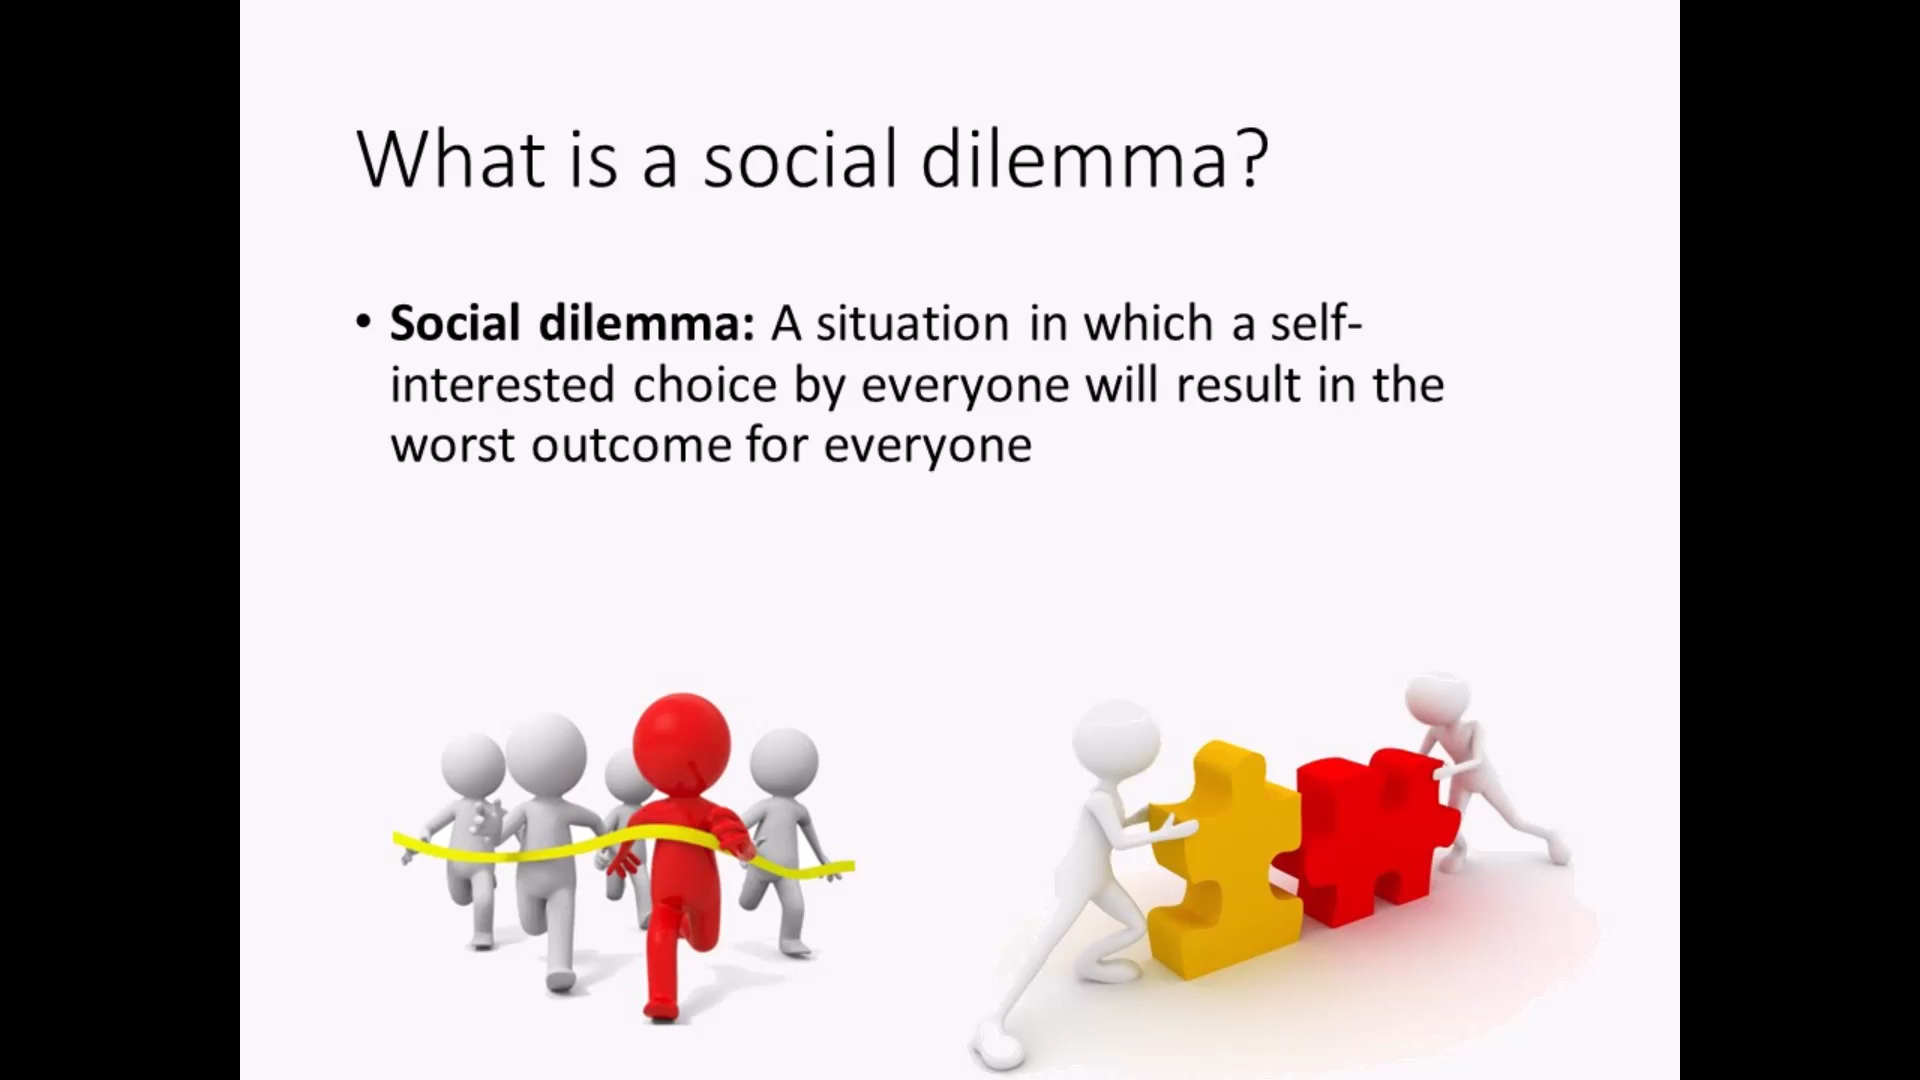 What is a social dilemma?
• Social dilemma: A situation in which a self-
interested choice by everyone will result in the
worst outcome for everyone